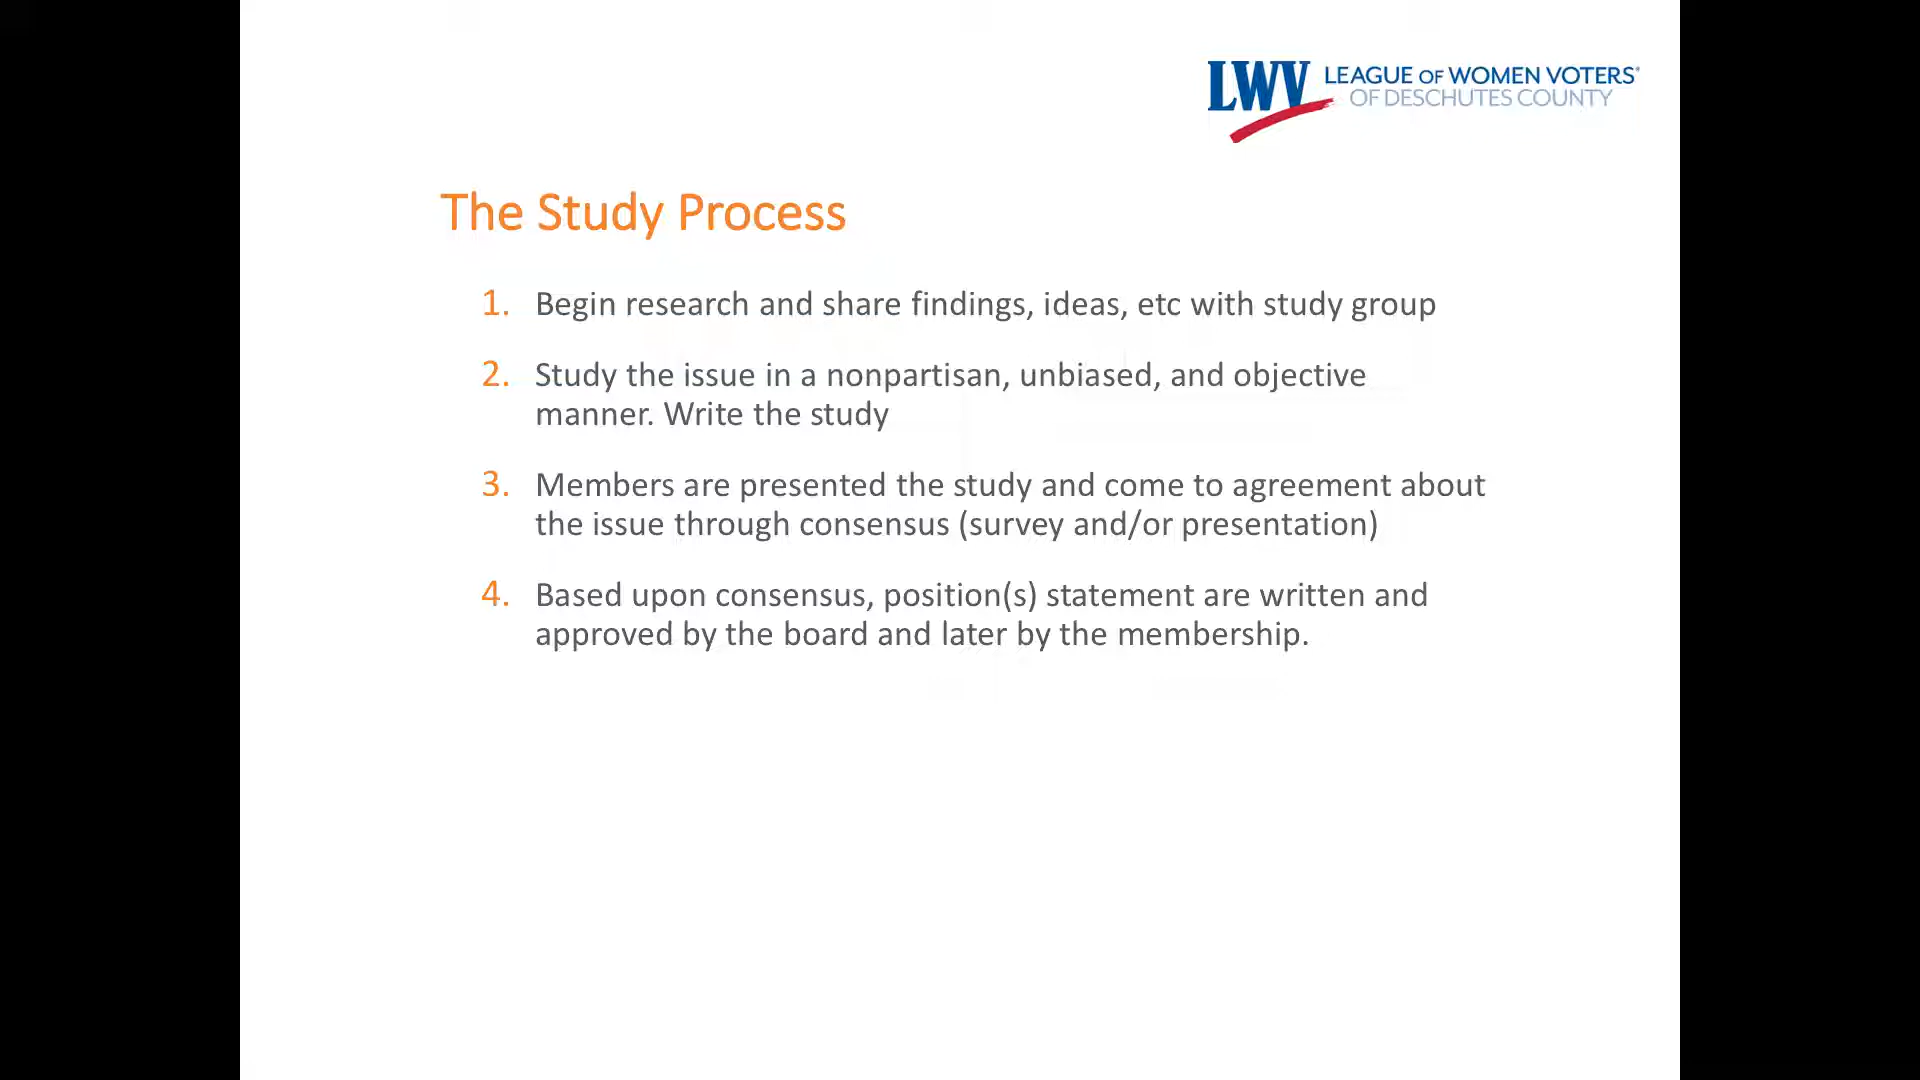 LWV LEAGUE OF WOMEN VOTERS®
OF DESCHUTES COUNTY
The Study Process
1. Begin research and share findings, ideas, etc with study group
2. Study the issue in a nonpartisan, unbiased, and objective
manner. Write the study
3. Members are presented the study and come to agreement about
the issue through consensus (survey and/or presentation)
4. Based upon consensus, position(s) statement are written and
approved by the board and later by the membership.